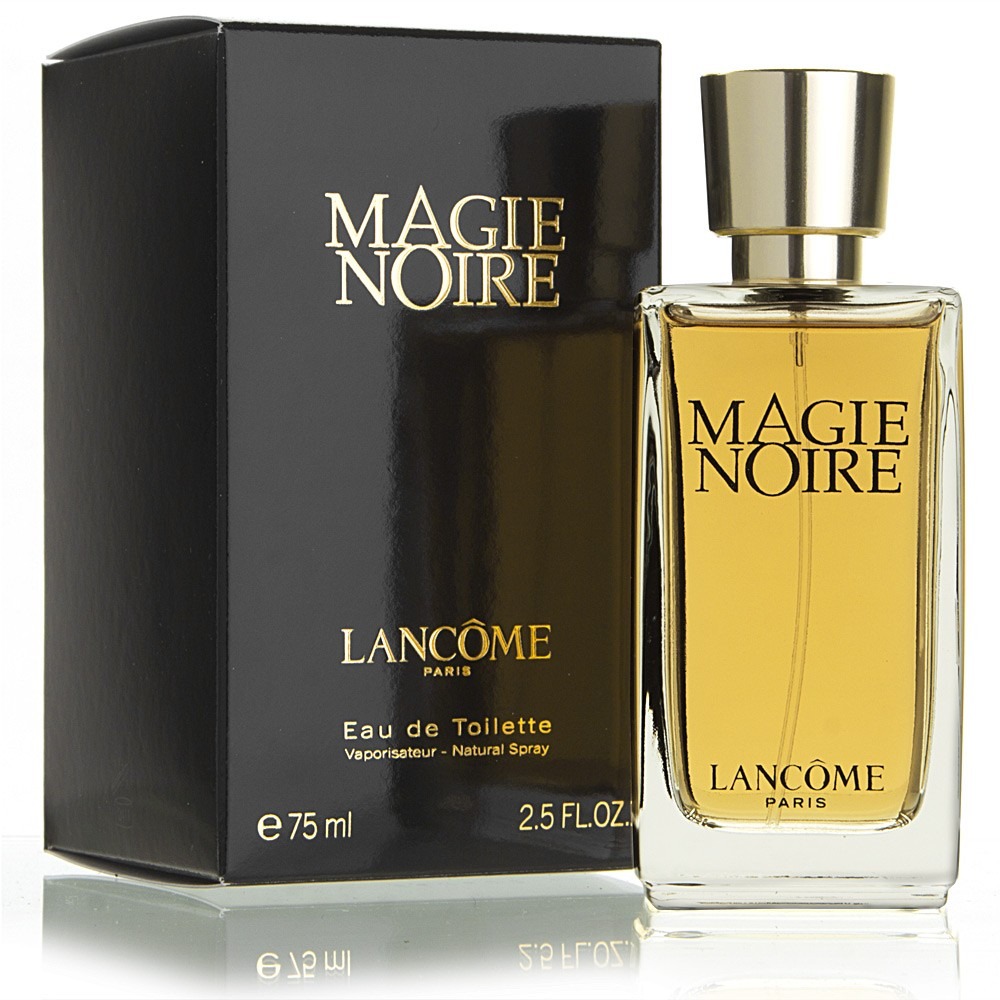 MAGIE
NOIRE
LANCÔME
PARIS
Eau de Toilette
Vaporisateur - Natural Spray
e 75 ml 2.5 FL.OZ.
MAGIE
NOIRE
LANCÔME
PARIS